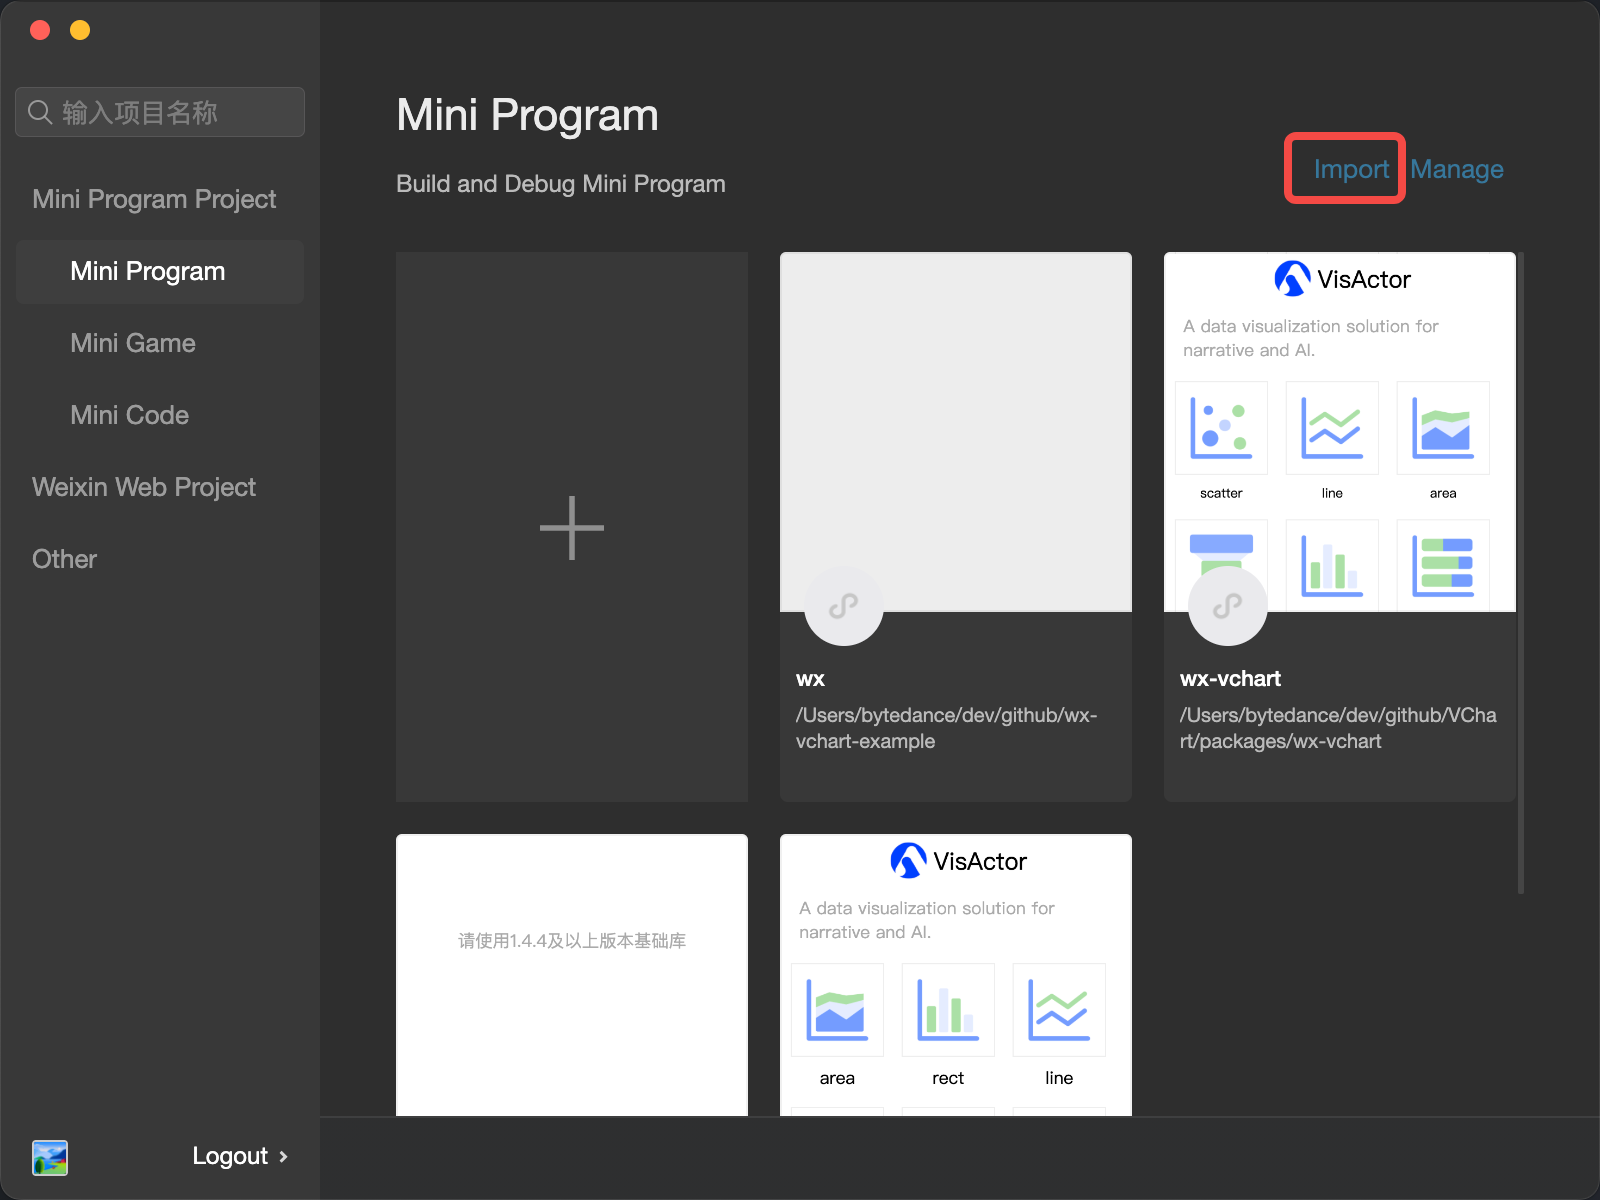 输入项目名称
Mini Program Project
Mini Program
Mini Game
Mini Code
Weixin Web Project
Other
Logout
Mini Program
Build and Debug Mini Program
Import
Manage
wx
/Users/bytedance/dev/github/wx-
vchart-example
VisActor
A data visualization solution for
narrative and AI.
scatter
line
area
wx-vchart
/Users/bytedance/dev/github/VCha
rt/packages/wx-vchart
请使用1.4.4及以上版本基础库
VisActor
A data visualization solution for
narrative and AI.
area
rect
line